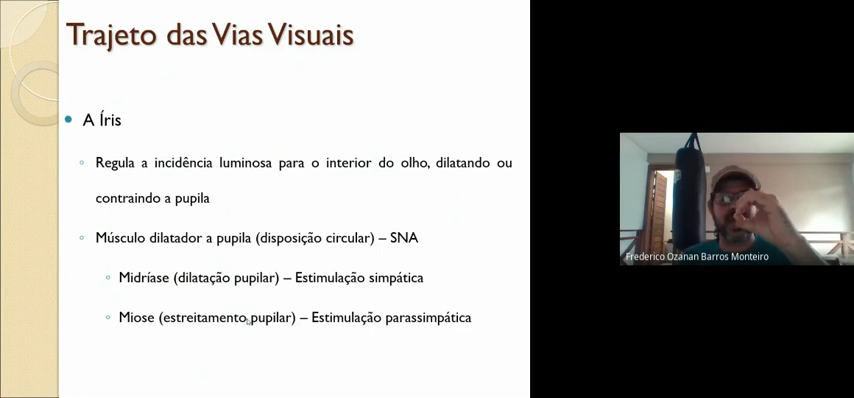 Trajeto das Vias Visuais
A Íris
Regula a incidência luminosa para o interior do olho, dilatando ou
contraindo a pupila
Músculo dilatador a pupila (disposição circular) – SNA
Midríase (dilatação pupilar) – Estimulação simpática
Miose (estreitamento pupilar) – Estimulação parassimpática
Frederico Ozanan Barros Monteiro